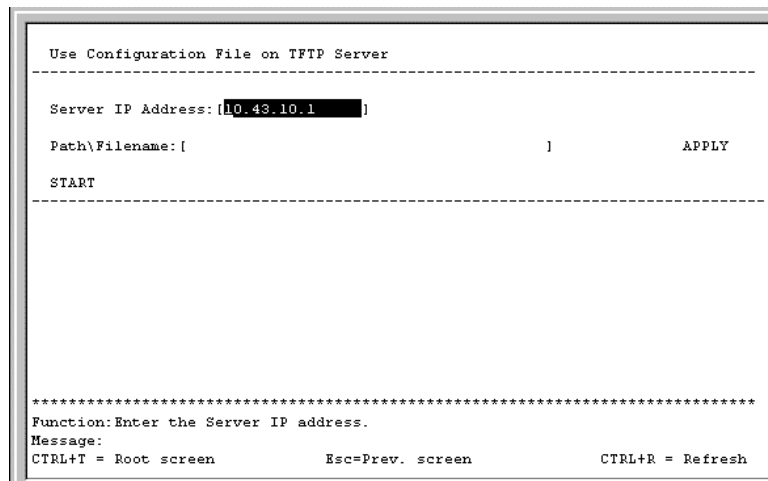 Use Configuration File on TFTP Server
--------------------------------------------------------------------------------
Server IP Address:[10.43.10.1     ]
Path\Filename:[                                        ]               APPLY
START
--------------------------------------------------------------------------------
********************************************************************************
Function:Enter the Server IP address.
Message:
CTRL+T = Root screen            Esc=Prev. screen              CTRL+R = Refresh